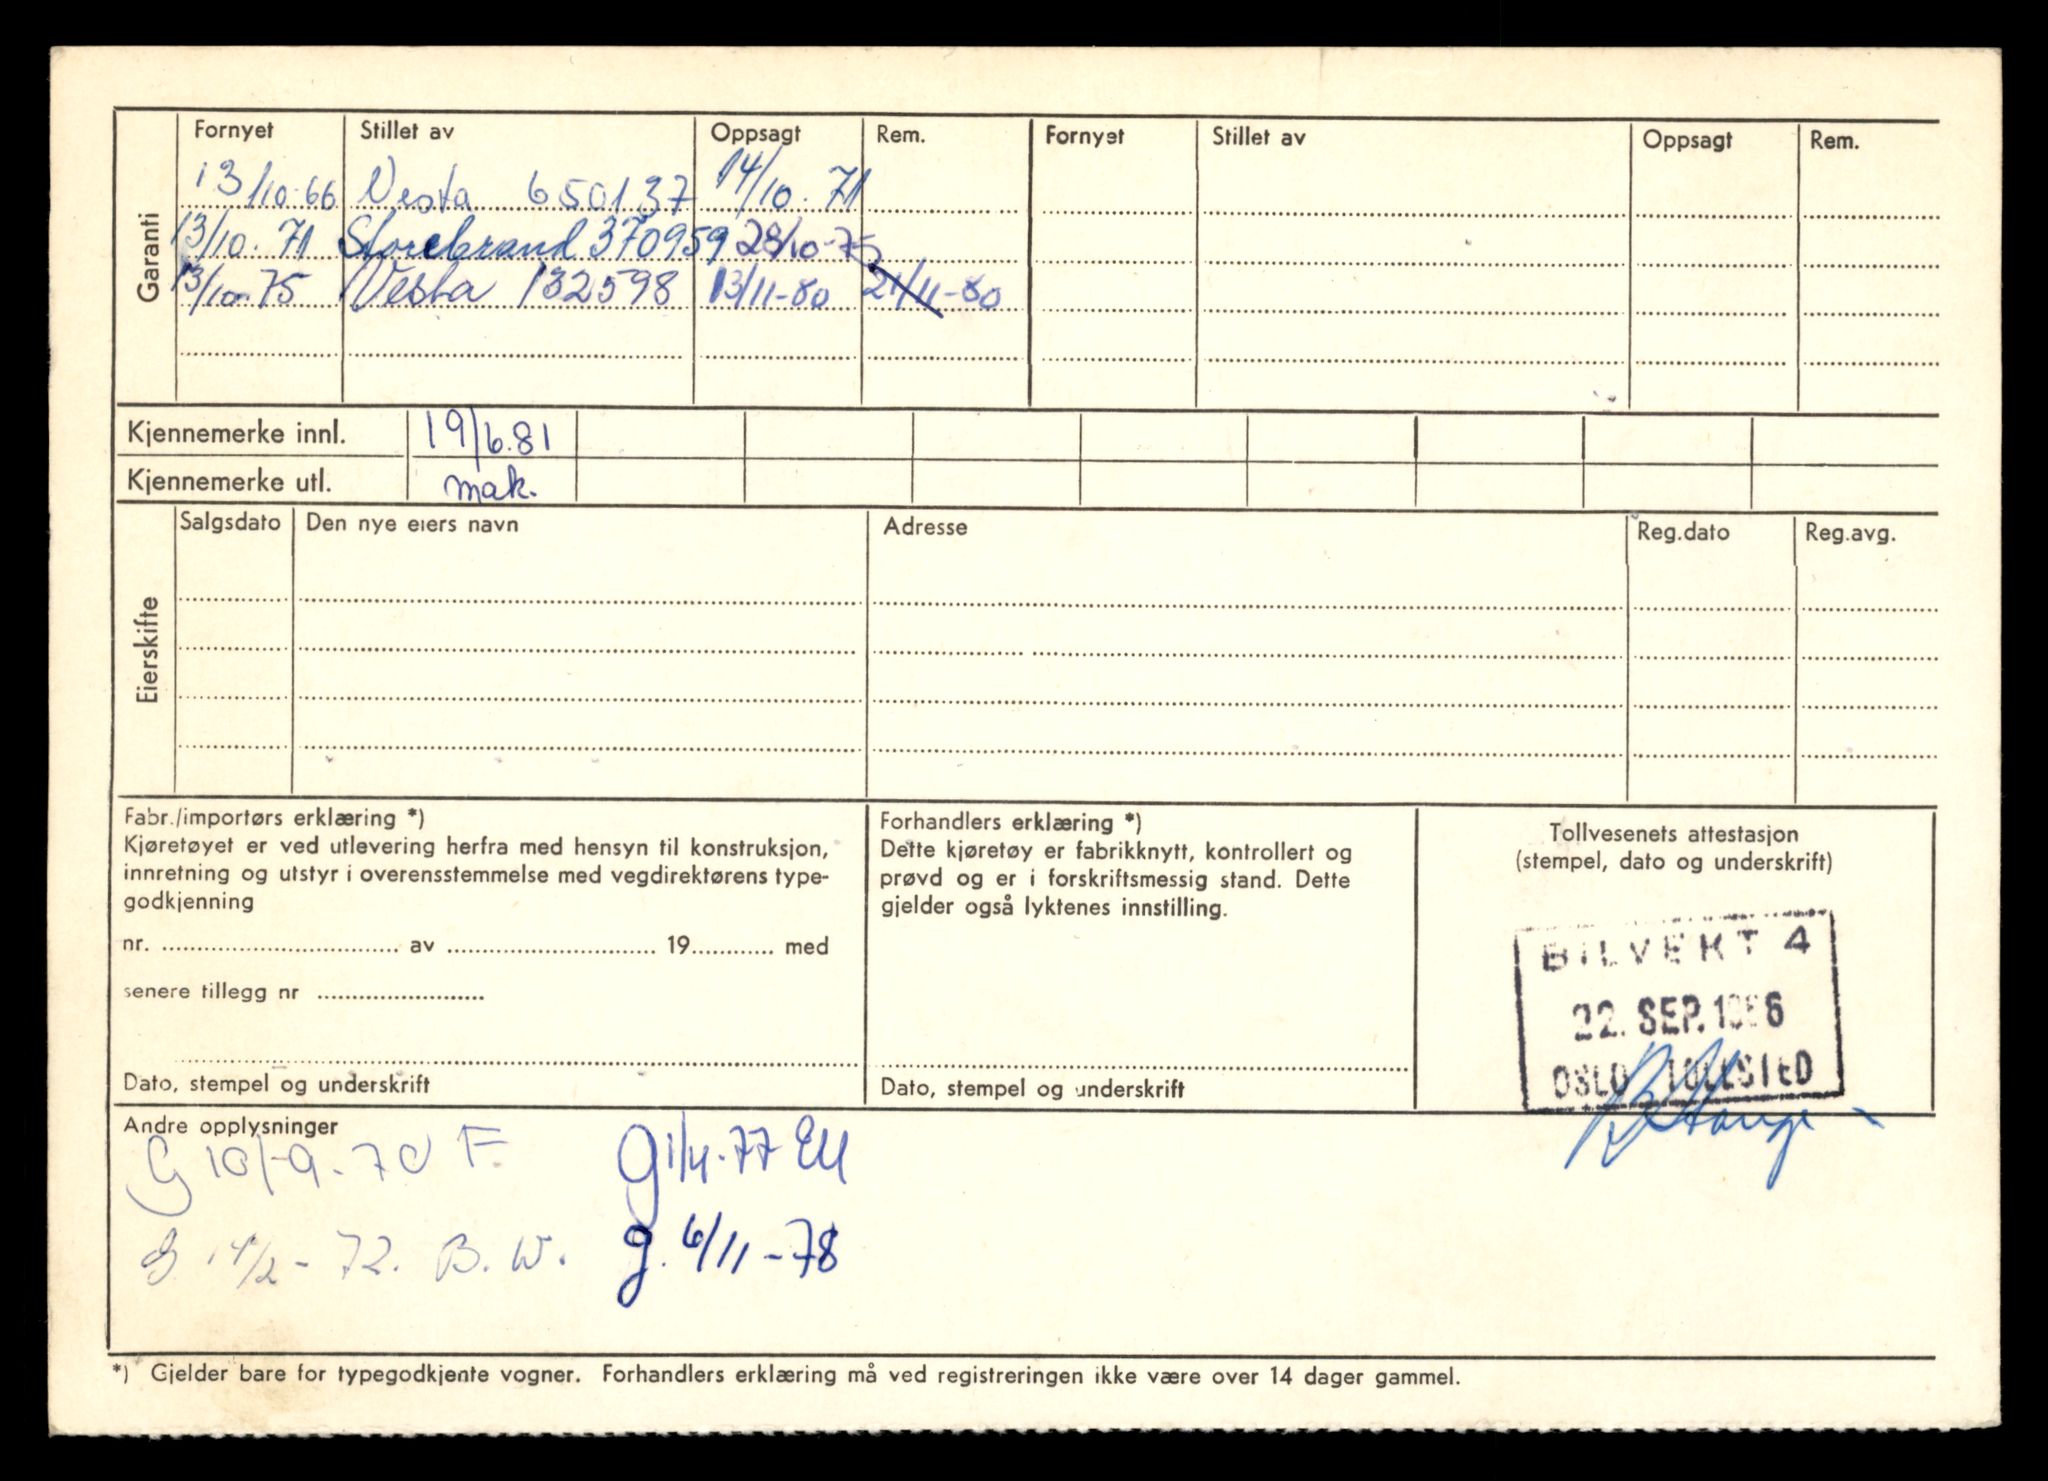 Garanti
Fornyet Stillet av Oppsagt Rem. Fornyet Stillet av Oppsagt Rem.
13/10-66 Vesta 650137 14/10-71
13/10-71 Storebrand 370959 28/10-75
13/10-75 Vesta 132598 13/11-80 21/11-80
Kjennemerke innl. 19/6.81
Kjennemerke utl. mak.
Eierskifte
Salgsdato Den nye eiers navn Adresse Reg.dato Reg.avg.
Fabr./importørs erklæring *)
Kjøretøyet er ved utlevering herfra med hensyn til konstruksjon,
innretning og utstyr i overensstemmelse med vegdirektørens type-
godkjenning
nr. .................... av .................... 19............ med
senere tillegg nr ....................
Dato, stempel og underskrift
Forhandlers erklæring *)
Dette kjøretøy er fabrikknytt, kontrollert og
prøvd og er i forskriftsmessig stand. Dette
gjelder også lyktenes innstilling.
Dato, stempel og underskrift
Tollvesenets attestasjon
(stempel, dato og underskrift)
BILVEKT 4
22. SEP. 1966
OSLO TOLLSTED
Andre opplysninger
G 10/9-70 F
g 14/2-72. B.W.
g 1/4-77 EM
g. 6/11-78
*) Gjelder bare for typegodkjente vogner. Forhandlers erklæring må ved registreringen ikke være over 14 dager gammel.